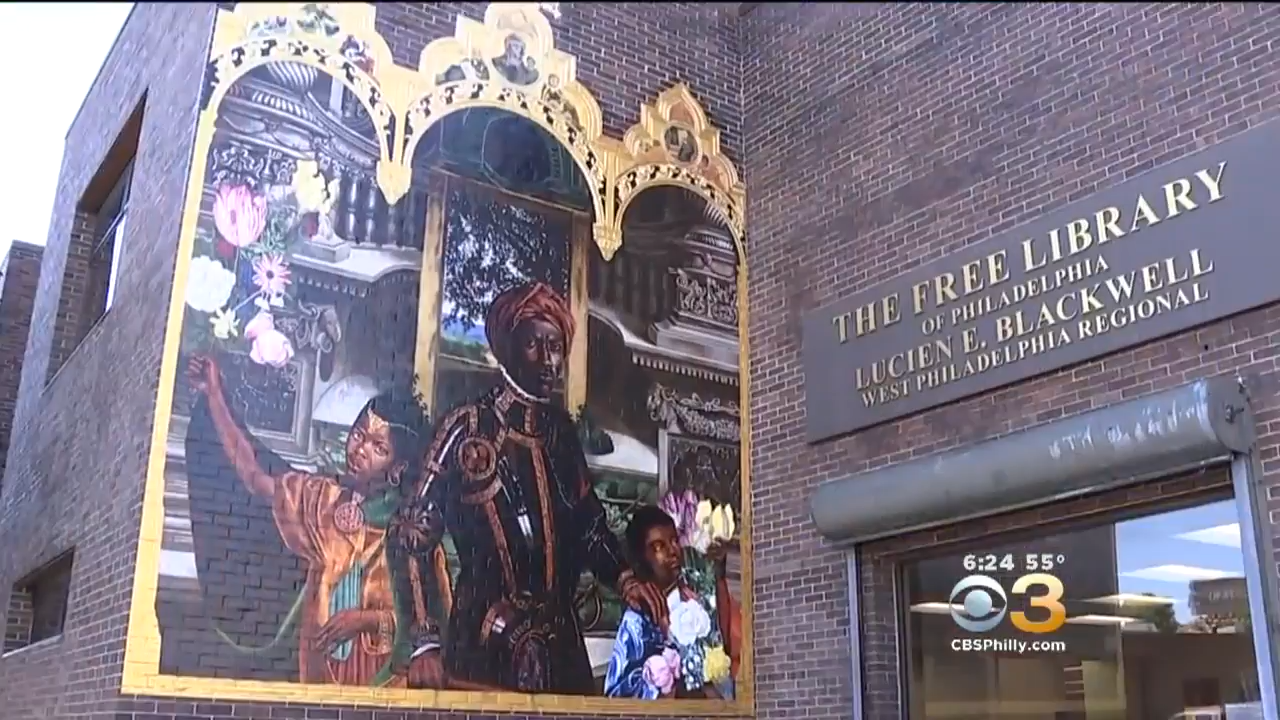 THE FREE LIBRARY
OF PHILADELPHIA
LUCIEN E. BLACKWELL
WEST PHILADELPHIA REGIONAL
6:24 55°
3
CBSPhilly.com